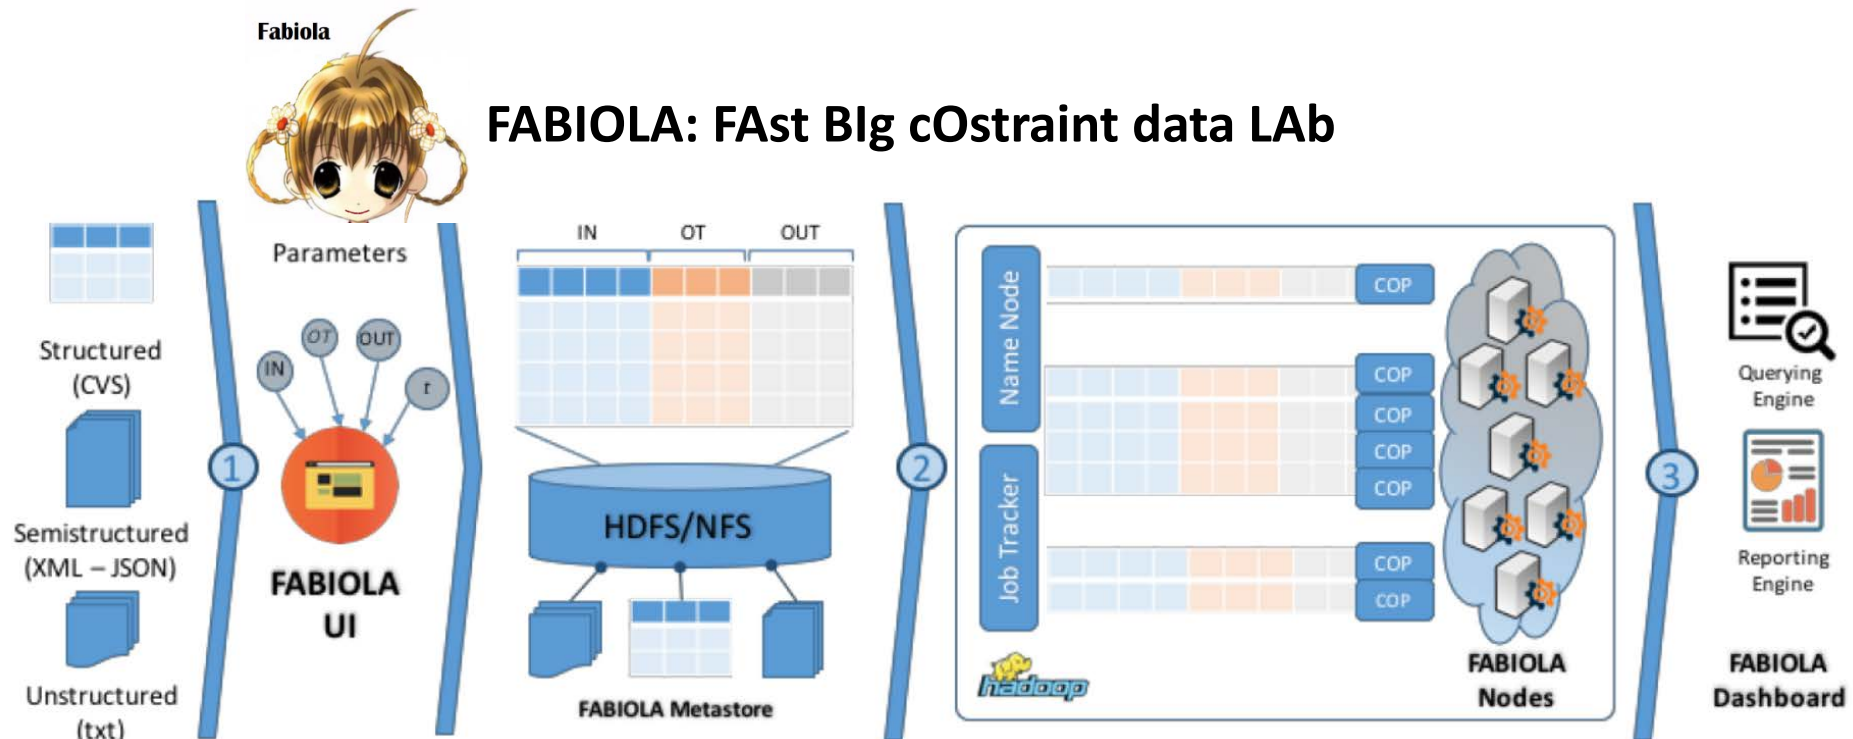 Fabiola
FABIOLA: FAst BIg cOstraint data LAb
Structured
(CVS)
Semistructured
(XML – JSON)
Unstructured
(txt)
1
Parameters
IN
OT
OUT
t
FABIOLA
UI
IN OT OUT
HDFS/NFS
FABIOLA Metastore
2
Name Node
Job Tracker
COP
COP
COP
COP
COP
COP
COP
hadoop
FABIOLA
Nodes
3
Querying
Engine
Reporting
Engine
FABIOLA
Dashboard